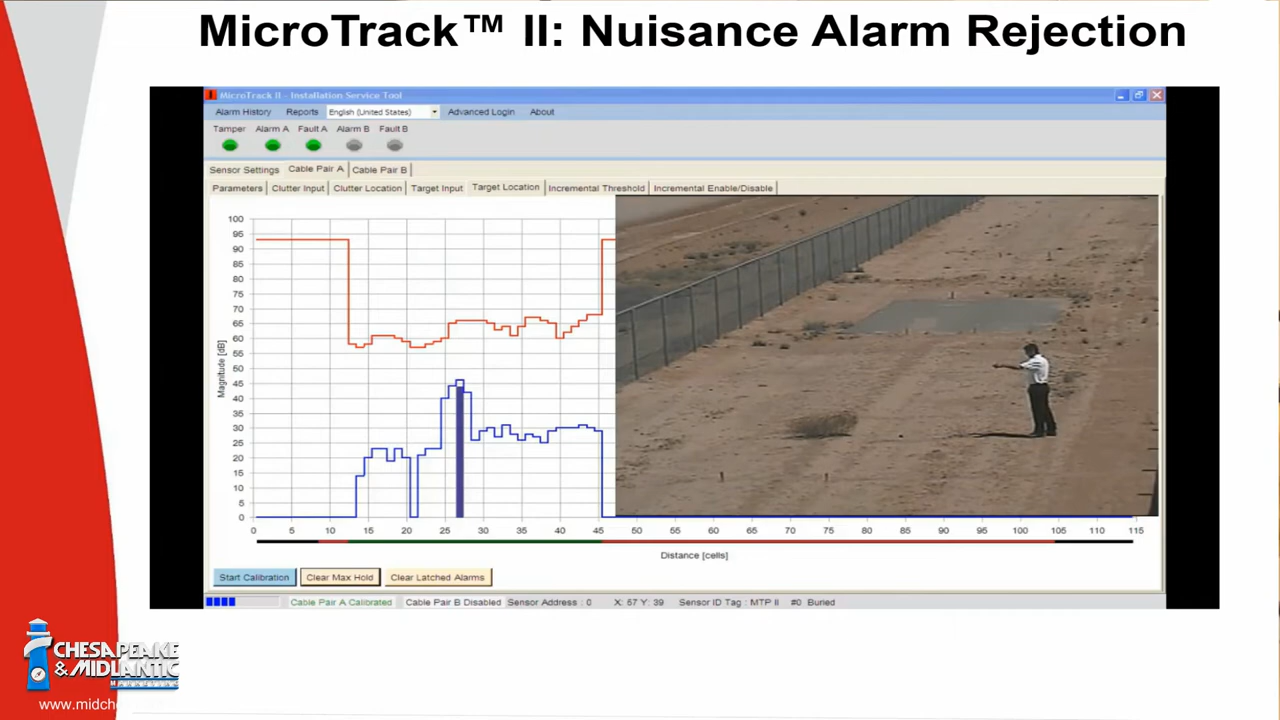 MicroTrack™ II: Nuisance Alarm Rejection
MicroTrack II - Installation Service Tool
Alarm History Reports English (United States) Advanced Login About
Tamper Alarm A Fault A Alarm B Fault B
Sensor Settings Cable Pair A Cable Pair B
Parameters Clutter Input Clutter Location Target Input Target Location Incremental Threshold Incremental Enable/Disable
100
95
90
85
80
75
70
65
60
55
50
45
40
35
30
25
20
15
10
5
0
Magnitude [dB]
0 5 10 15 20 25 30 35 40 45 50 55 60 65 70 75 80 85 90 95 100 105 110 115
Distance [cells]
Start Calibration Clear Max Hold Clear Latched Alarms
Cable Pair A Calibrated Cable Pair B Disabled Sensor Address : 0 X: 67 Y: 39 Sensor ID Tag : MTP II #0 Buried
CHESAPEAKE
& MIDLANTIC
www.midch